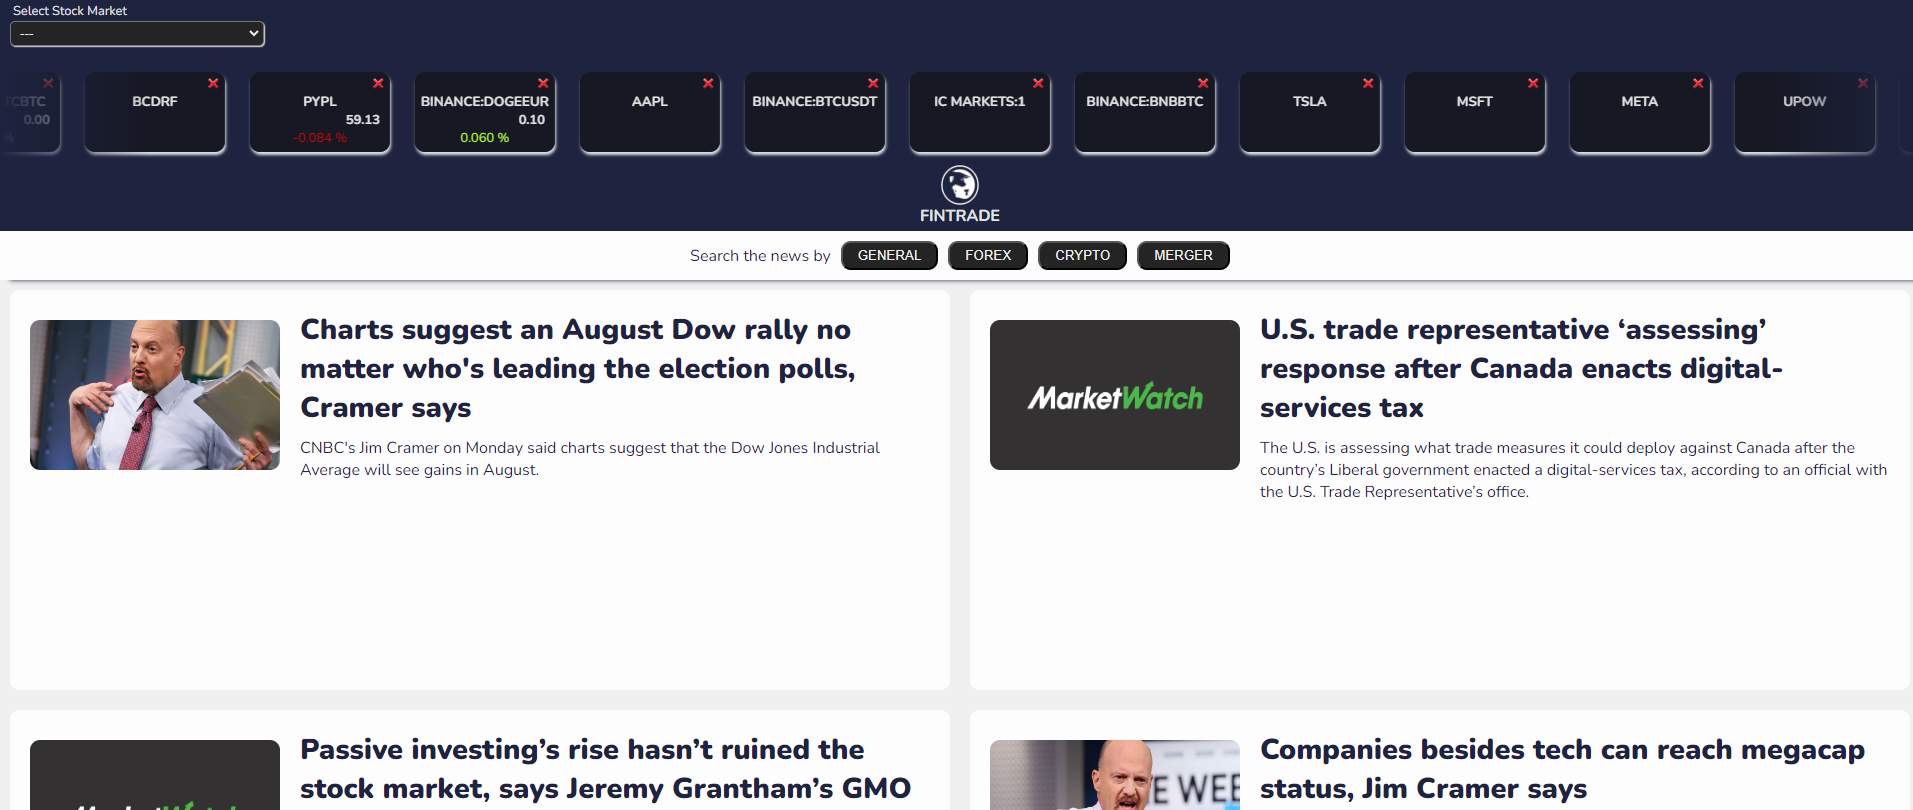 Select Stock Market
---
TCBTC
0.00
%
BCDRF
PYPL
59.13
-0.084 %
BINANCE:DOGEEUR
0.10
0.060 %
AAPL
BINANCE:BTCUSDT
IC MARKETS:1
BINANCE:BNBBTC
TSLA
MSFT
META
UPOW
FINTRADE
Search the news by GENERAL FOREX CRYPTO MERGER
Charts suggest an August Dow rally no
matter who's leading the election polls,
Cramer says
CNBC's Jim Cramer on Monday said charts suggest that the Dow Jones Industrial
Average will see gains in August.
MarketWatch
U.S. trade representative ‘assessing’
response after Canada enacts digital-
services tax
The U.S. is assessing what trade measures it could deploy against Canada after the
country’s Liberal government enacted a digital-services tax, according to an official with
the U.S. Trade Representative’s office.
Passive investing’s rise hasn’t ruined the
stock market, says Jeremy Grantham’s GMO
Companies besides tech can reach megacap
status, Jim Cramer says